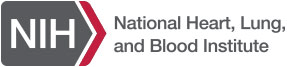 NIH
National Heart, Lung,
and Blood Institute